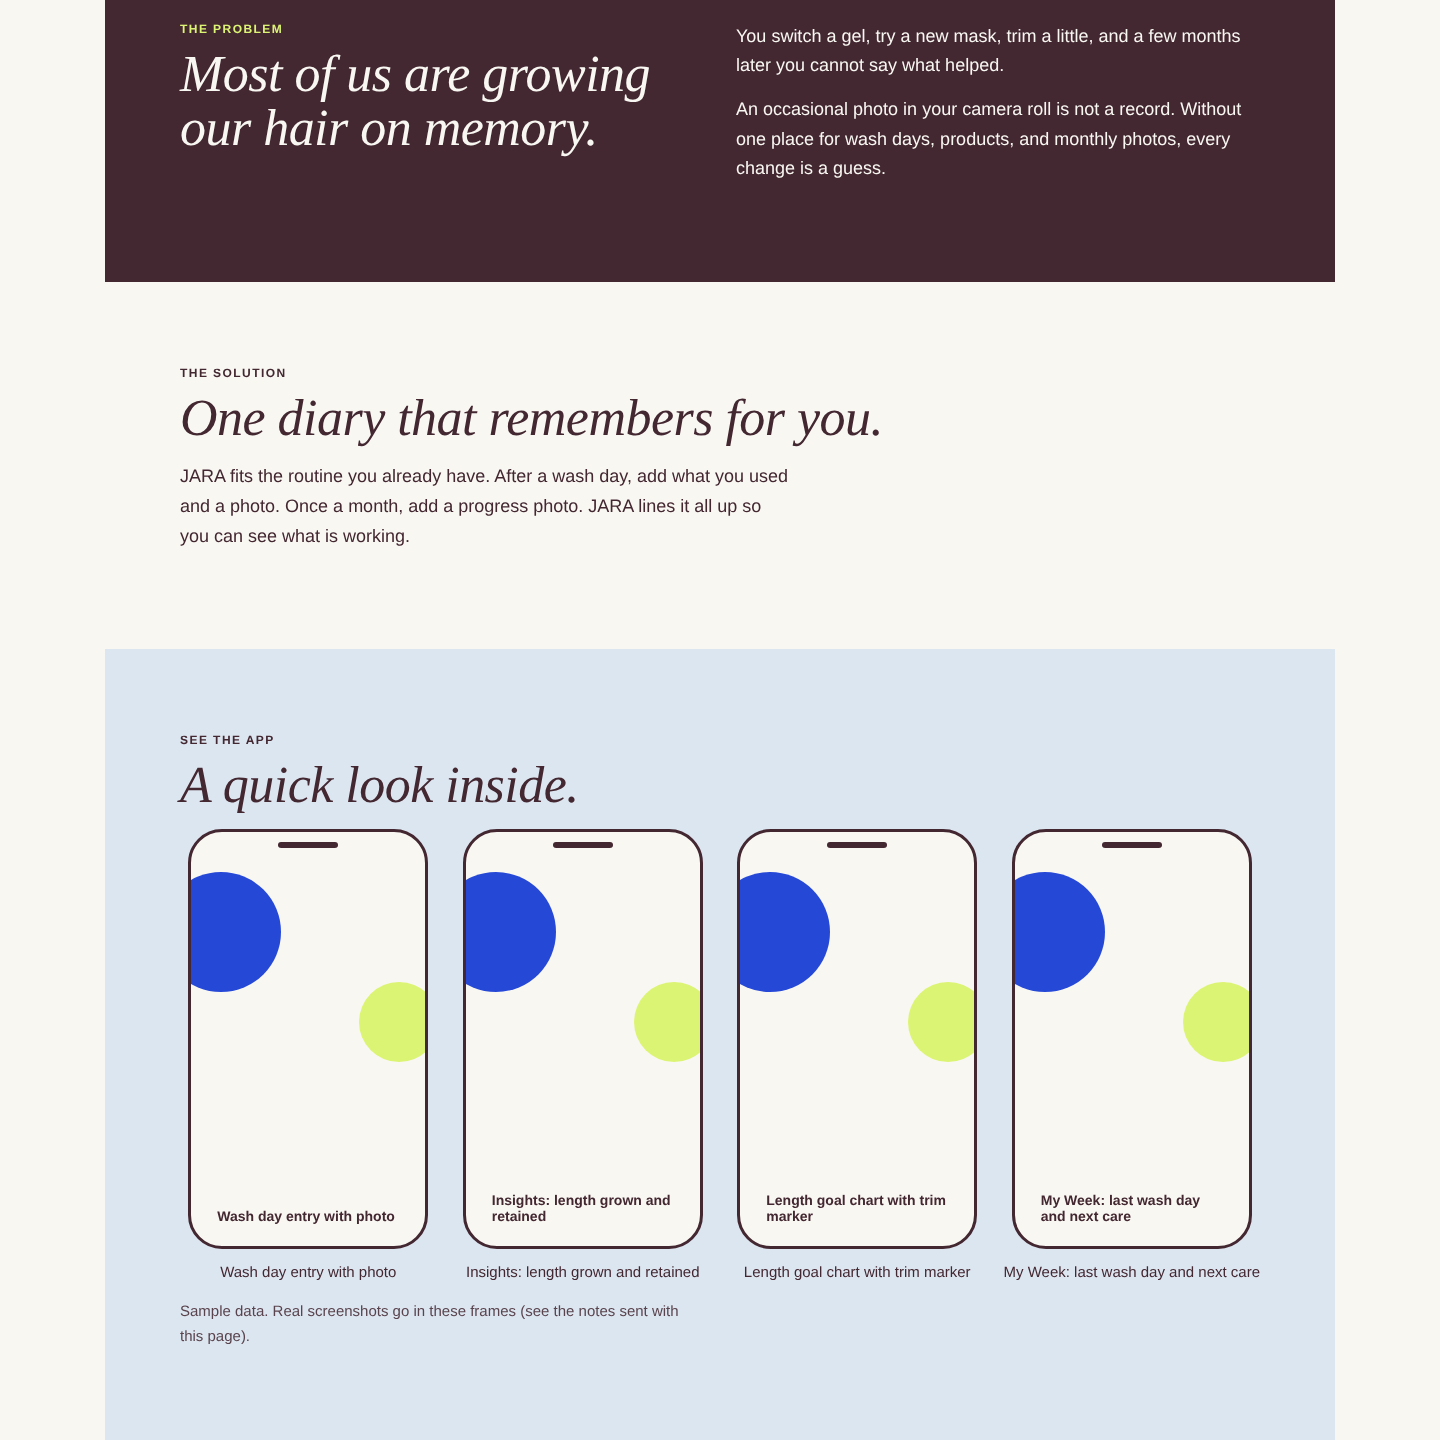 THE PROBLEM
Most of us are growing
our hair on memory.
You switch a gel, try a new mask, trim a little, and a few months
later you cannot say what helped.
An occasional photo in your camera roll is not a record. Without
one place for wash days, products, and monthly photos, every
change is a guess.
THE SOLUTION
One diary that remembers for you.
JARA fits the routine you already have. After a wash day, add what you used
and a photo. Once a month, add a progress photo. JARA lines it all up so
you can see what is working.
SEE THE APP
A quick look inside.
Wash day entry with photo
Insights: length grown and
retained
Length goal chart with trim
marker
My Week: last wash day
and next care
Wash day entry with photo
Insights: length grown and retained
Length goal chart with trim marker
My Week: last wash day and next care
Sample data. Real screenshots go in these frames (see the notes sent with
this page).